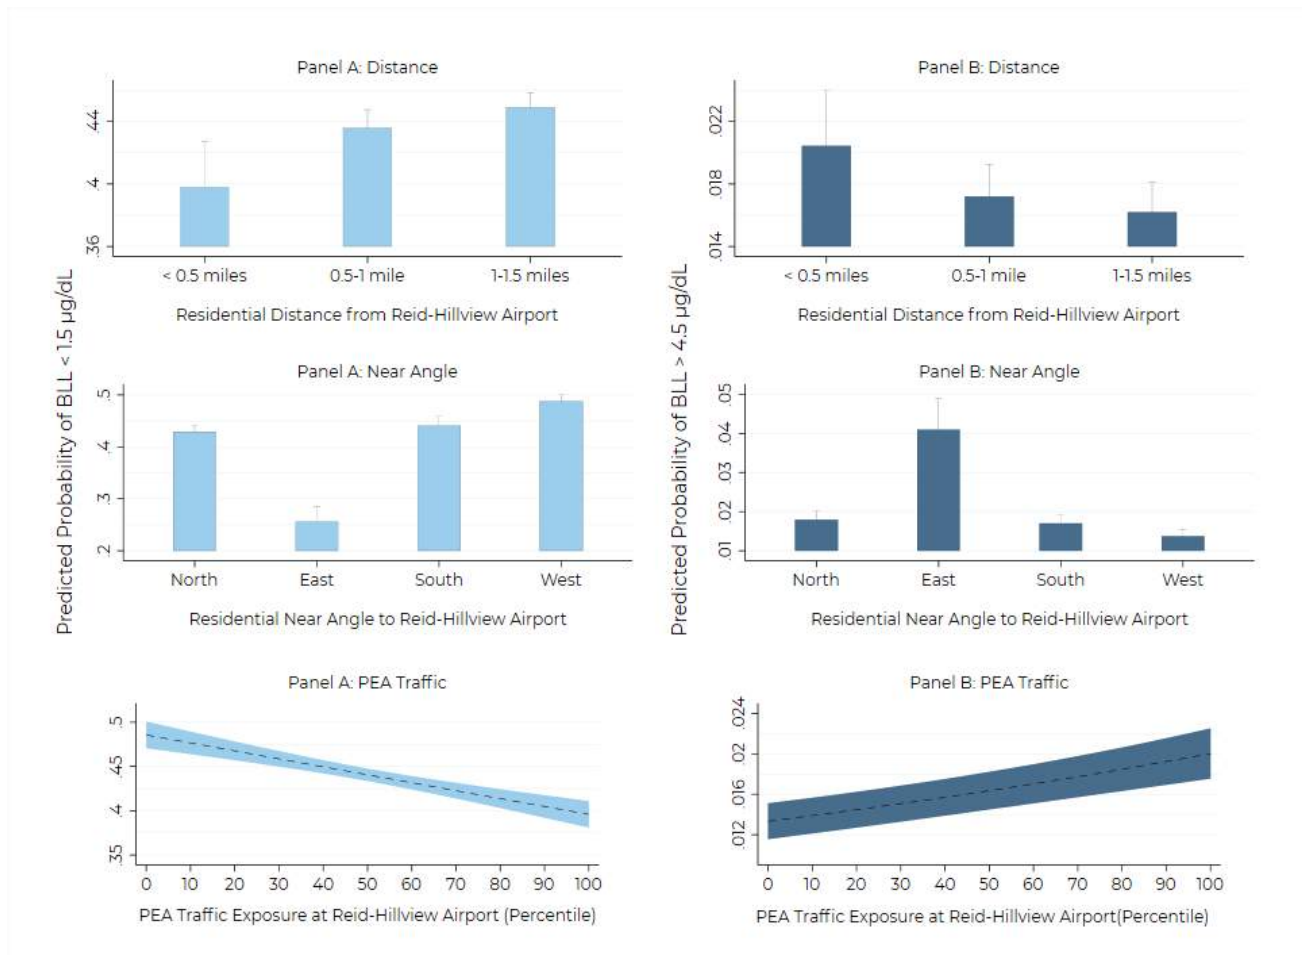 Predicted Probability of BLL < 1.5 µg/dL
Panel A: Distance
.44
.4
.36
< 0.5 miles
0.5-1 mile
1-1.5 miles
Residential Distance from Reid-Hillview Airport
Panel A: Near Angle
.5
.4
.3
.2
North
East
South
West
Residential Near Angle to Reid-Hillview Airport
Panel A: PEA Traffic
.5
.45
.4
.35
0 10 20 30 40 50 60 70 80 90 100
PEA Traffic Exposure at Reid-Hillview Airport (Percentile)
Predicted Probability of BLL > 4.5 µg/dL
Panel B: Distance
.022
.018
.014
< 0.5 miles
0.5-1 mile
1-1.5 miles
Residential Distance from Reid-Hillview Airport
Panel B: Near Angle
.05
.04
.03
.02
.01
North
East
South
West
Residential Near Angle to Reid-Hillview Airport
Panel B: PEA Traffic
.024
.02
.016
.012
0 10 20 30 40 50 60 70 80 90 100
PEA Traffic Exposure at Reid-Hillview Airport(Percentile)